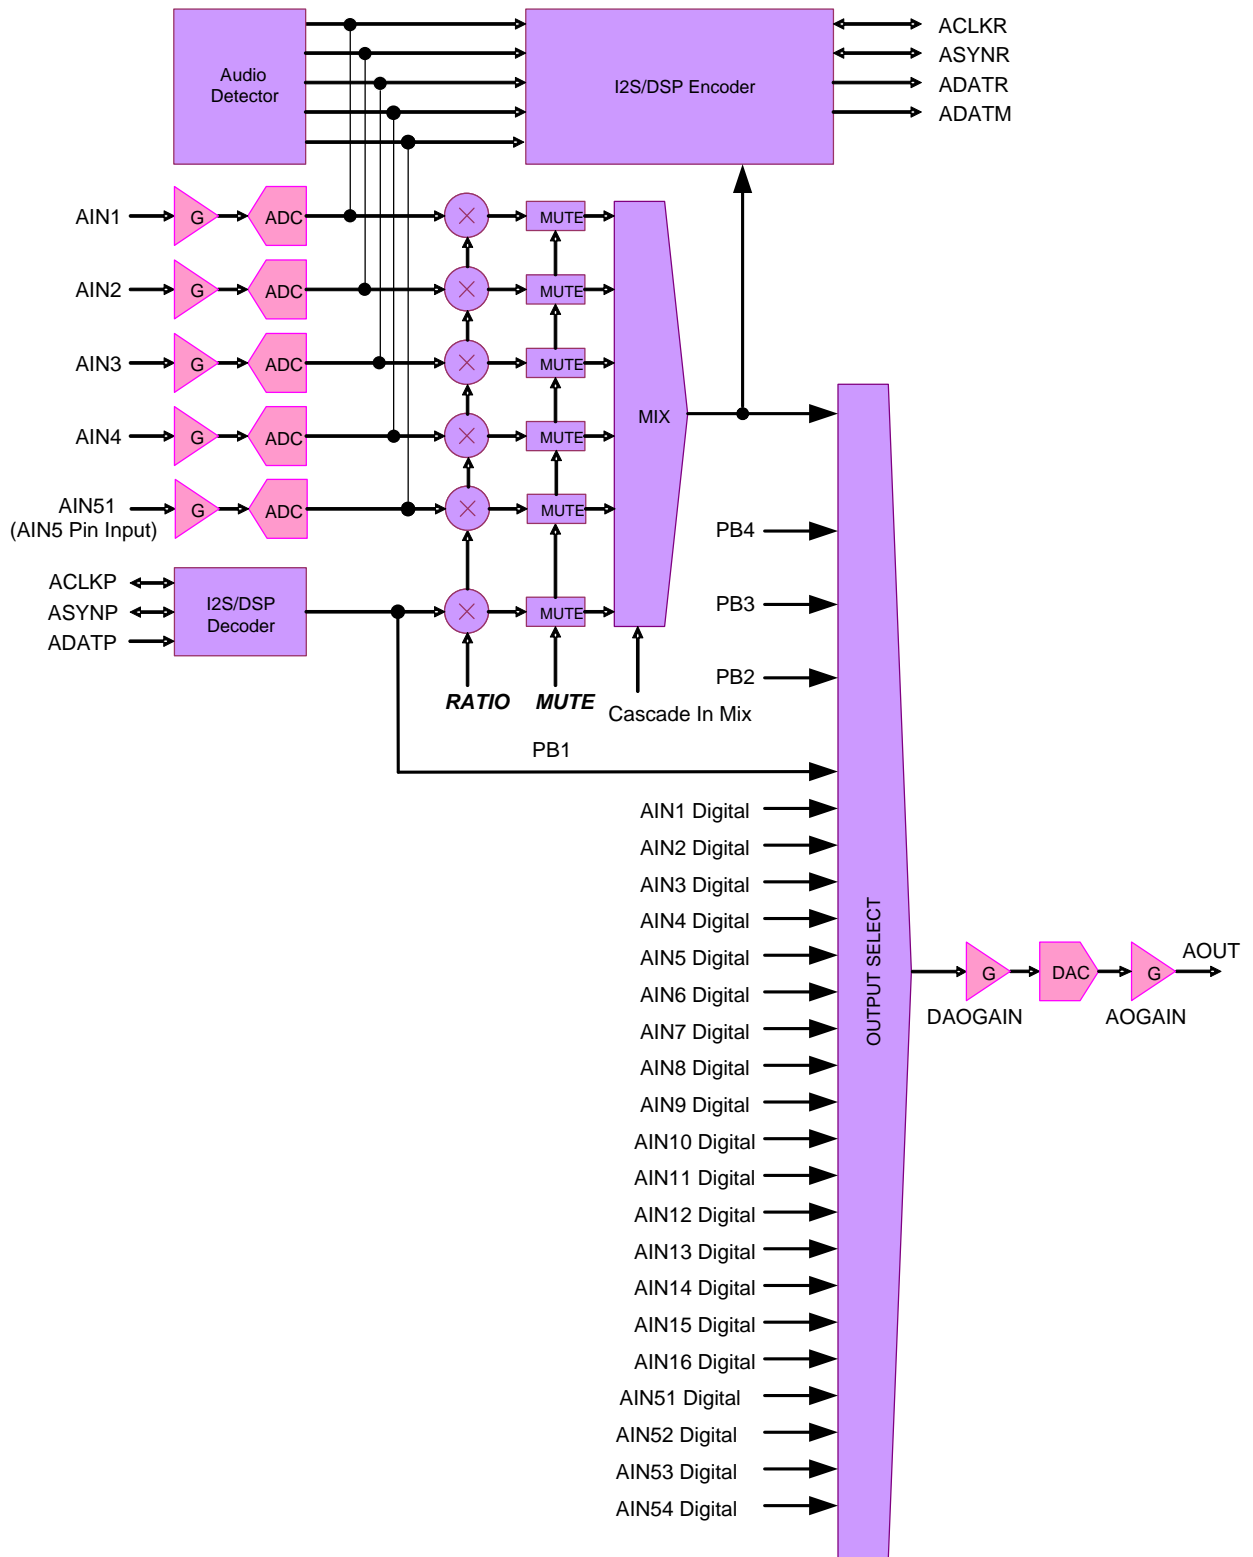 Audio
Detector
I2S/DSP Encoder
ACLKR
ASYNR
ADATR
ADATM
AIN1
G
ADC
MUTE
AIN2
G
ADC
MUTE
AIN3
G
ADC
MUTE
AIN4
G
ADC
MUTE
AIN51
(AIN5 Pin Input)
G
ADC
MUTE
MIX
ACLKP
ASYNP
ADATP
I2S/DSP
Decoder
MUTE
RATIO
MUTE
Cascade In Mix
PB4
PB3
PB2
PB1
AIN1 Digital
AIN2 Digital
AIN3 Digital
AIN4 Digital
AIN5 Digital
AIN6 Digital
AIN7 Digital
AIN8 Digital
AIN9 Digital
AIN10 Digital
AIN11 Digital
AIN12 Digital
AIN13 Digital
AIN14 Digital
AIN15 Digital
AIN16 Digital
AIN51 Digital
AIN52 Digital
AIN53 Digital
AIN54 Digital
OUTPUT SELECT
G
DAOGAIN
DAC
G
AOGAIN
AOUT